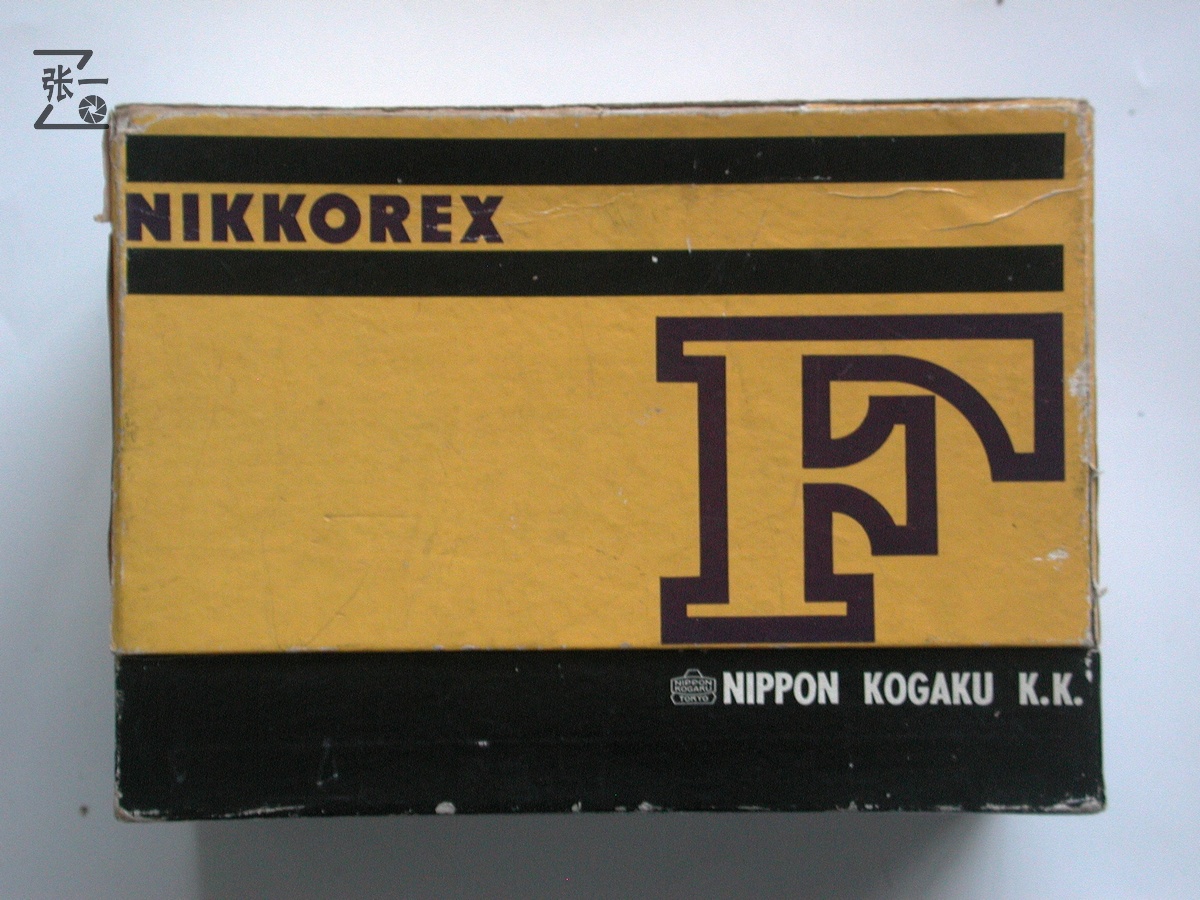 张一
NIKKOREX
F
NIPPON
KOGAKU
TOKYO
NIPPON KOGAKU K.K.